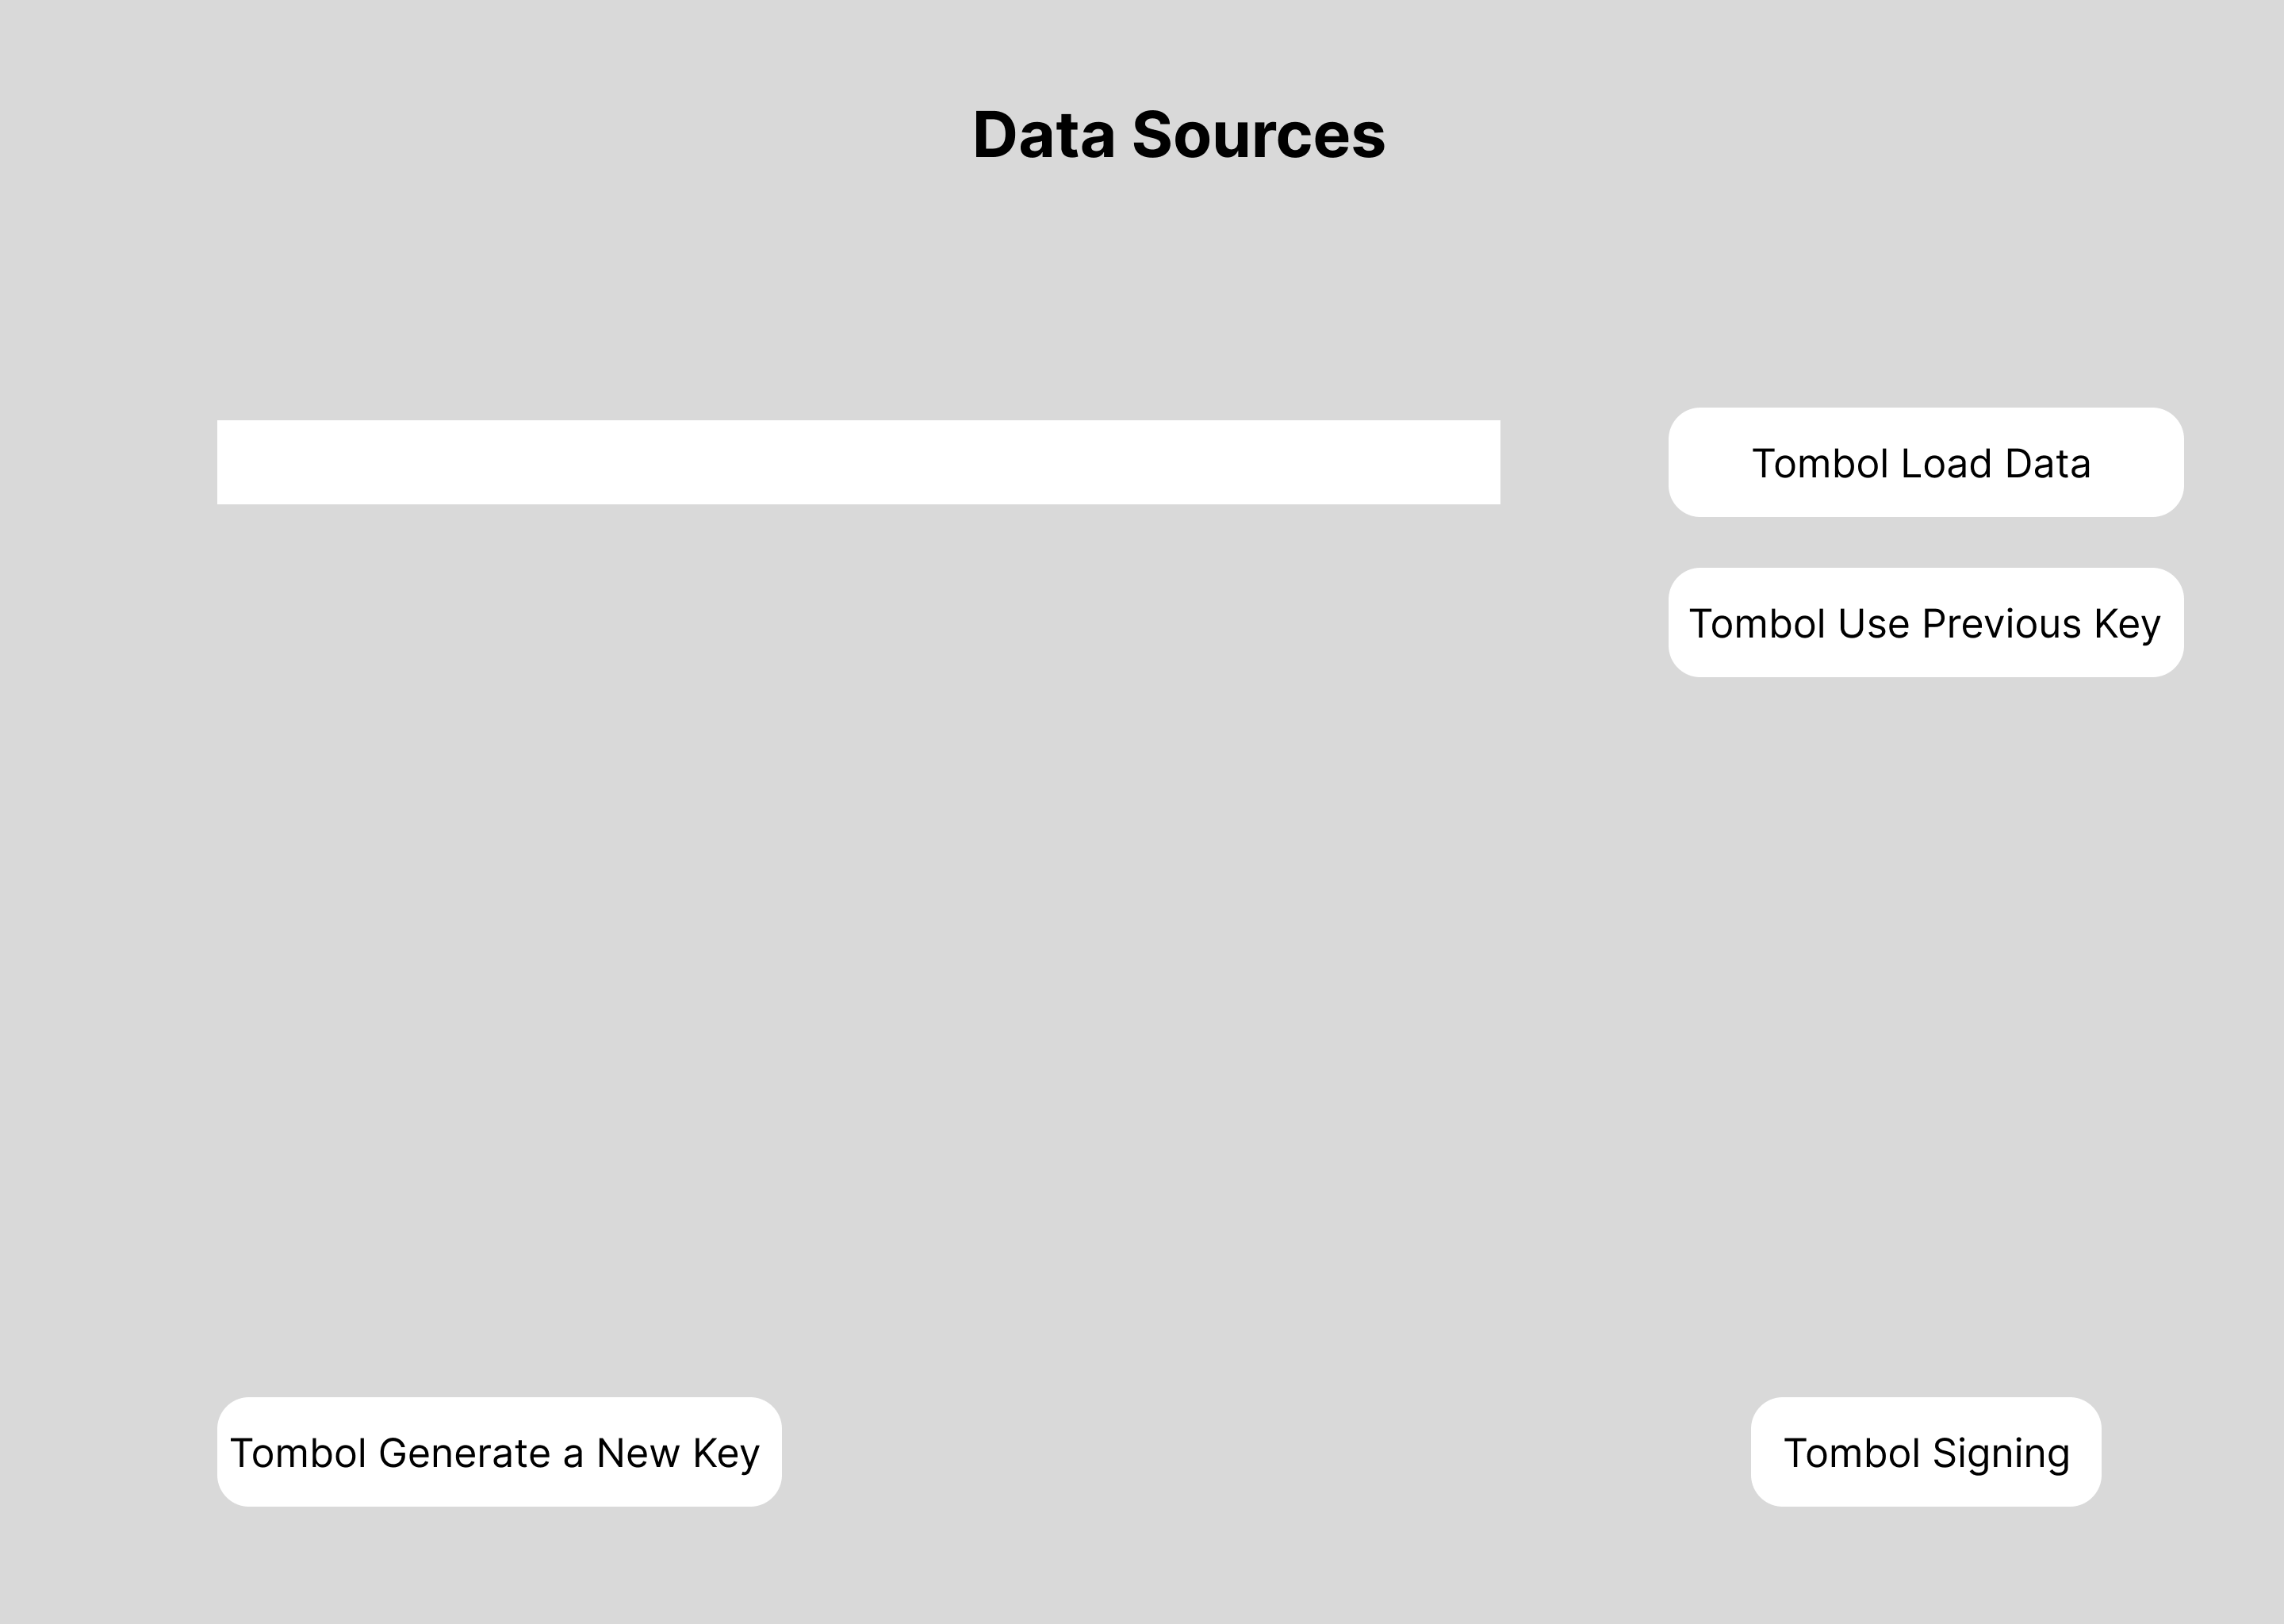 Data Sources
Tombol Load Data
Tombol Use Previous Key
Tombol Generate a New Key
Tombol Signing